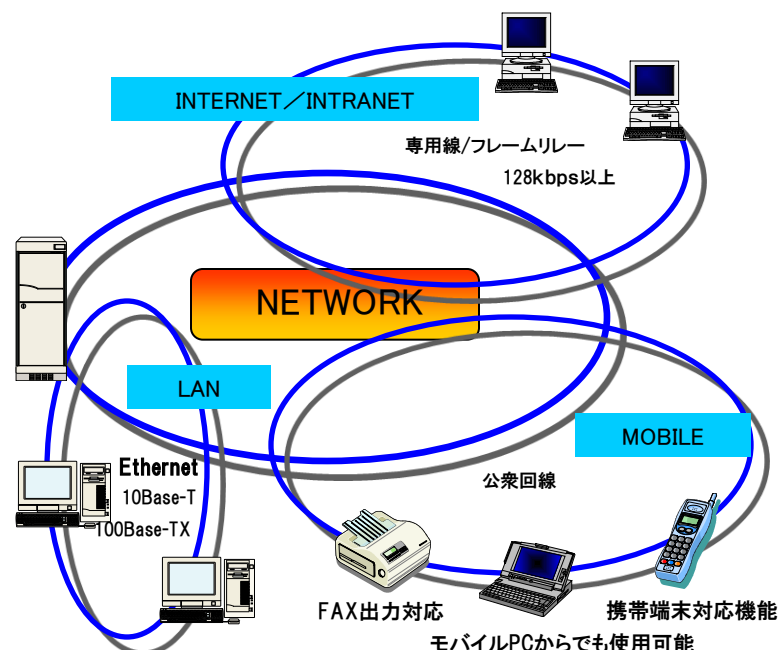 INTERNET／INTRANET
専用線/フレームリレー
128kbps以上
NETWORK
LAN
MOBILE
Ethernet
10Base-T
100Base-TX
公衆回線
FAX出力対応
携帯端末対応機能
モバイルPCからでも使用可能